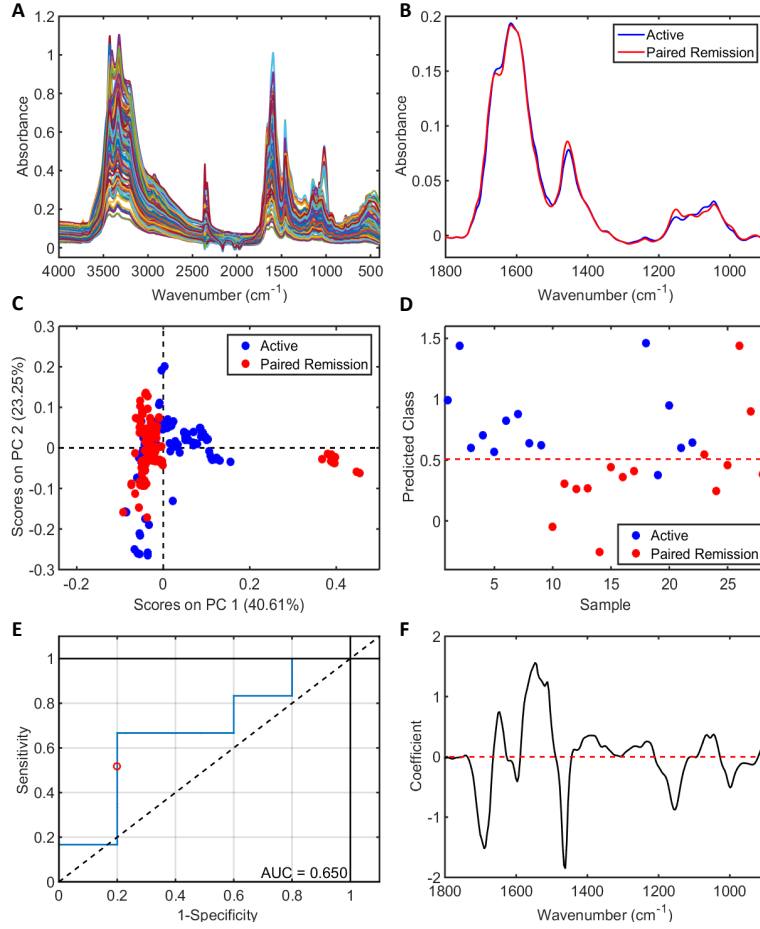 A
1.2
1
0.8
0.6
0.4
0.2
0
Absorbance
4000 3500 3000 2500 2000 1500 1000 500
Wavenumber (cm-1)
B
0.2
0.15
0.1
0.05
0
Absorbance
Active
Paired Remission
1800 1600 1400 1200 1000
Wavenumber (cm-1)
C
0.3
0.2
0.1
0
-0.1
-0.2
-0.3
Scores on PC 2 (23.25%)
Active
Paired Remission
-0.2 0 0.2 0.4
Scores on PC 1 (40.61%)
D
1.5
1
0.5
0
Predicted Class
Active
Paired Remission
5 10 15 20 25
Sample
E
1
0.8
0.6
0.4
0.2
0
Sensitivity
AUC = 0.650
0 0.2 0.4 0.6 0.8 1
1-Specificity
F
2
1
0
-1
-2
Coefficient
1800 1600 1400 1200 1000
Wavenumber (cm-1)